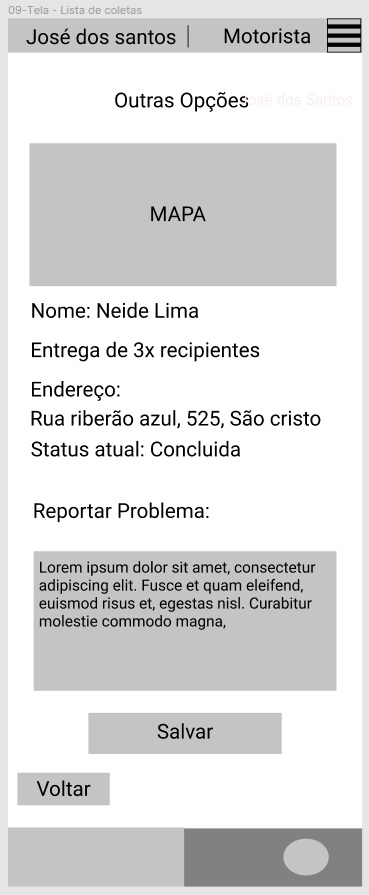 09-Tela - Lista de coletas
José dos santos | Motorista
Outras Opções
José dos Santos
MAPA
Nome: Neide Lima
Entrega de 3x recipientes
Endereço:
Rua riberão azul, 525, São cristo
Status atual: Concluida
Reportar Problema:
Lorem ipsum dolor sit amet, consectetur
adipiscing elit. Fusce et quam eleifend,
euismod risus et, egestas nisl. Curabitur
molestie commodo magna,
Salvar
Voltar